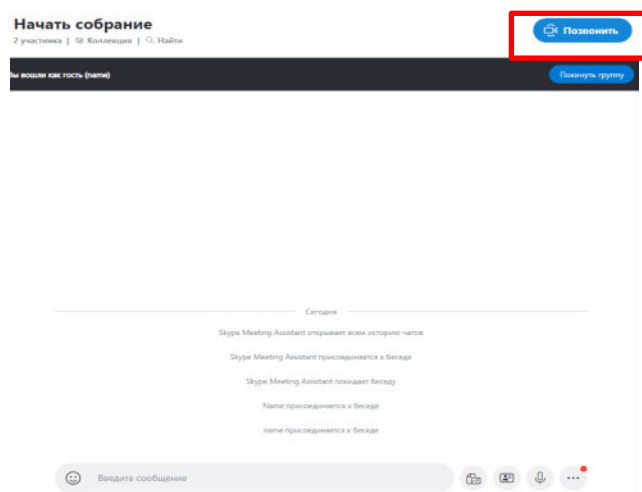 Начать собрание
2 участника | Коллекция | Найти
Позвонить
Вы вошли как гость (name)
Покинуть группу
Сегодня
Skype Meeting Assistant открывает всем историю чатов
Skype Meeting Assistant присоединяется к беседе
Skype Meeting Assistant покидает беседу
Name присоединяется к беседе
name присоединяется к беседе
Введите сообщение